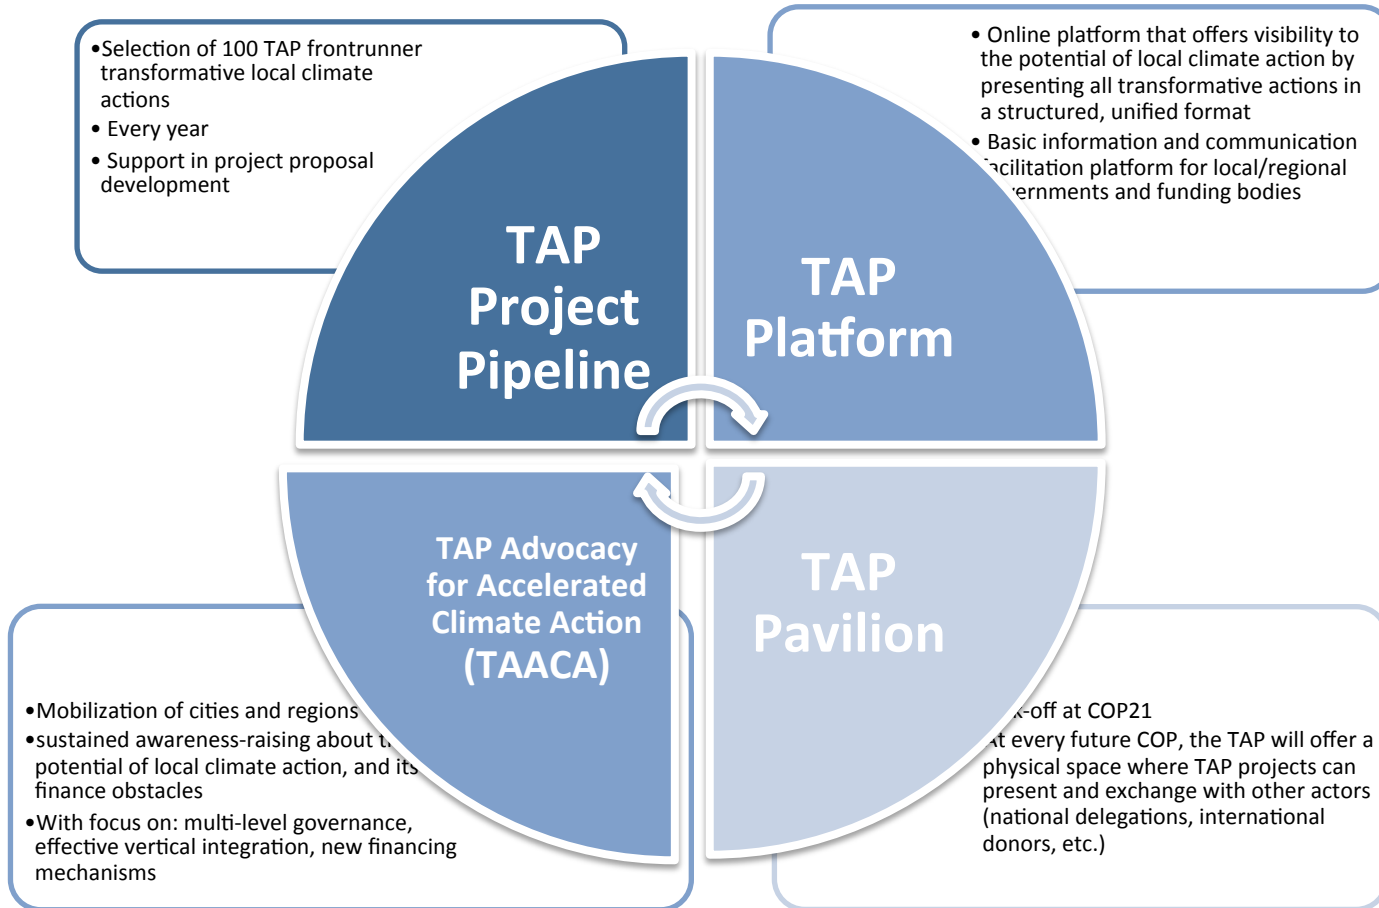 •Selection of 100 TAP frontrunner
transformative local climate
actions
• Every year
• Support in project proposal
development
• Online platform that offers visibility to
the potential of local climate action by
presenting all transformative actions in
a structured, unified format
• Basic information and communication
facilitation platform for local/regional
governments and funding bodies
TAP
Project
Pipeline
TAP
Platform
TAP Advocacy
for Accelerated
Climate Action
(TAACA)
TAP
Pavilion
•Mobilization of cities and regions
•sustained awareness-raising about
potential of local climate action, and its
finance obstacles
•With focus on: multi-level governance,
effective vertical integration, new financing
mechanisms
k-off at COP21
At every future COP, the TAP will offer a
physical space where TAP projects can
present and exchange with other actors
(national delegations, international
donors, etc.)